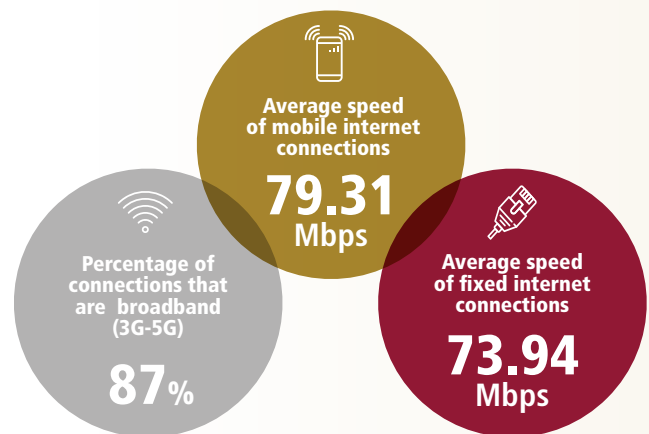 Average speed
of mobile internet
connections
79.31
Mbps
Percentage of
connections that
are broadband
(3G-5G)
87%
Average speed
of fixed internet
connections
73.94
Mbps